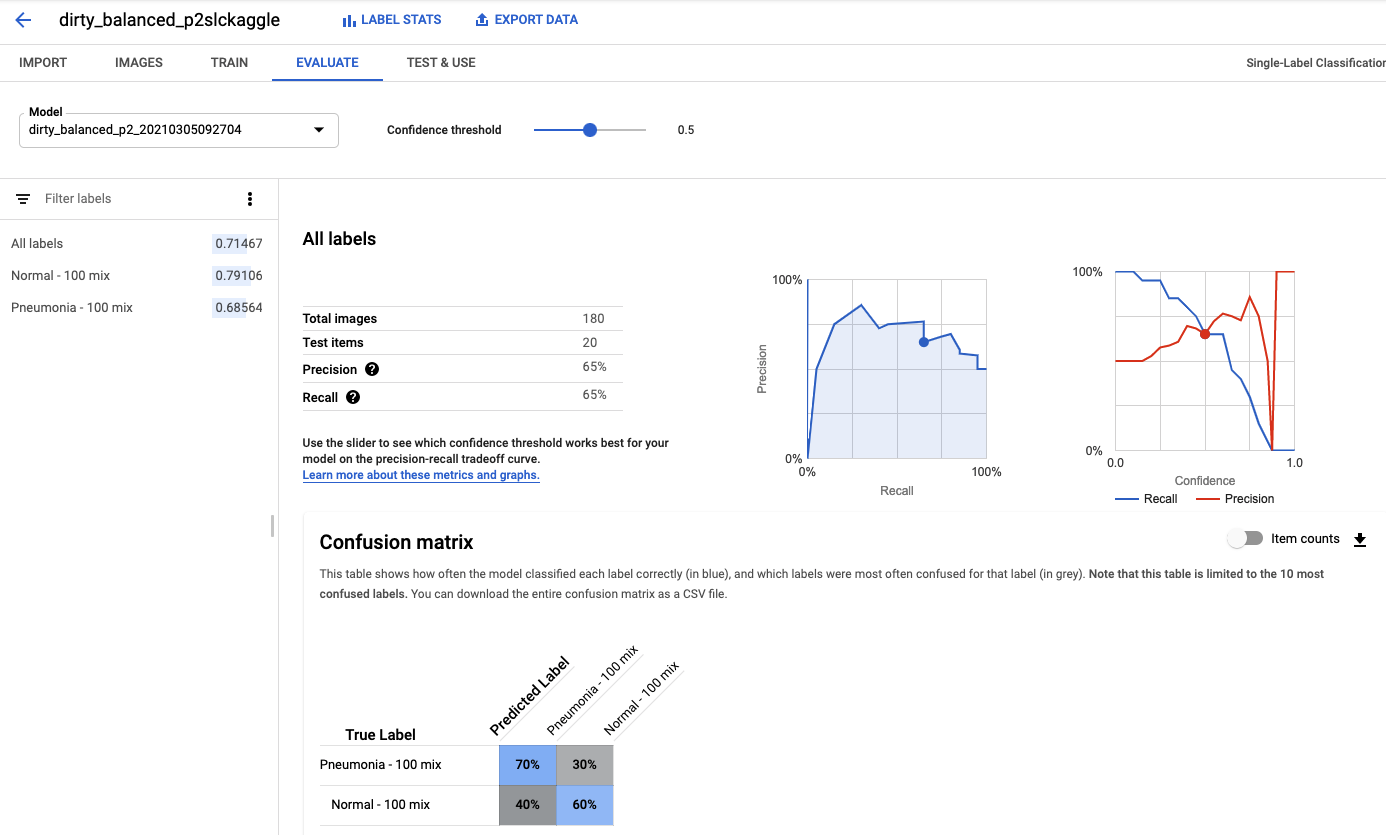 dirty_balanced_p2slckaggle
LABEL STATS
EXPORT DATA
IMPORT
IMAGES
TRAIN
EVALUATE
TEST & USE
Single-Label Classification
Model
dirty_balanced_p2_20210305092704
Confidence threshold
0.5
Filter labels
All labels 0.71467
Normal - 100 mix 0.79106
Pneumonia - 100 mix 0.68564
All labels
Total images 180
Test items 20
Precision ? 65%
Recall ? 65%
Use the slider to see which confidence threshold works best for your
model on the precision-recall tradeoff curve.
Learn more about these metrics and graphs.
100%
Precision
0%
0%
100%
Recall
100%
0%
0.0
1.0
Confidence
Recall
Precision
Confusion matrix
Item counts
This table shows how often the model classified each label correctly (in blue), and which labels were most often confused for that label (in grey). Note that this table is limited to the 10 most
confused labels. You can download the entire confusion matrix as a CSV file.
True Label
Predicted Label
Pneumonia - 100 mix
Normal - 100 mix
Pneumonia - 100 mix 70% 30%
Normal - 100 mix 40% 60%